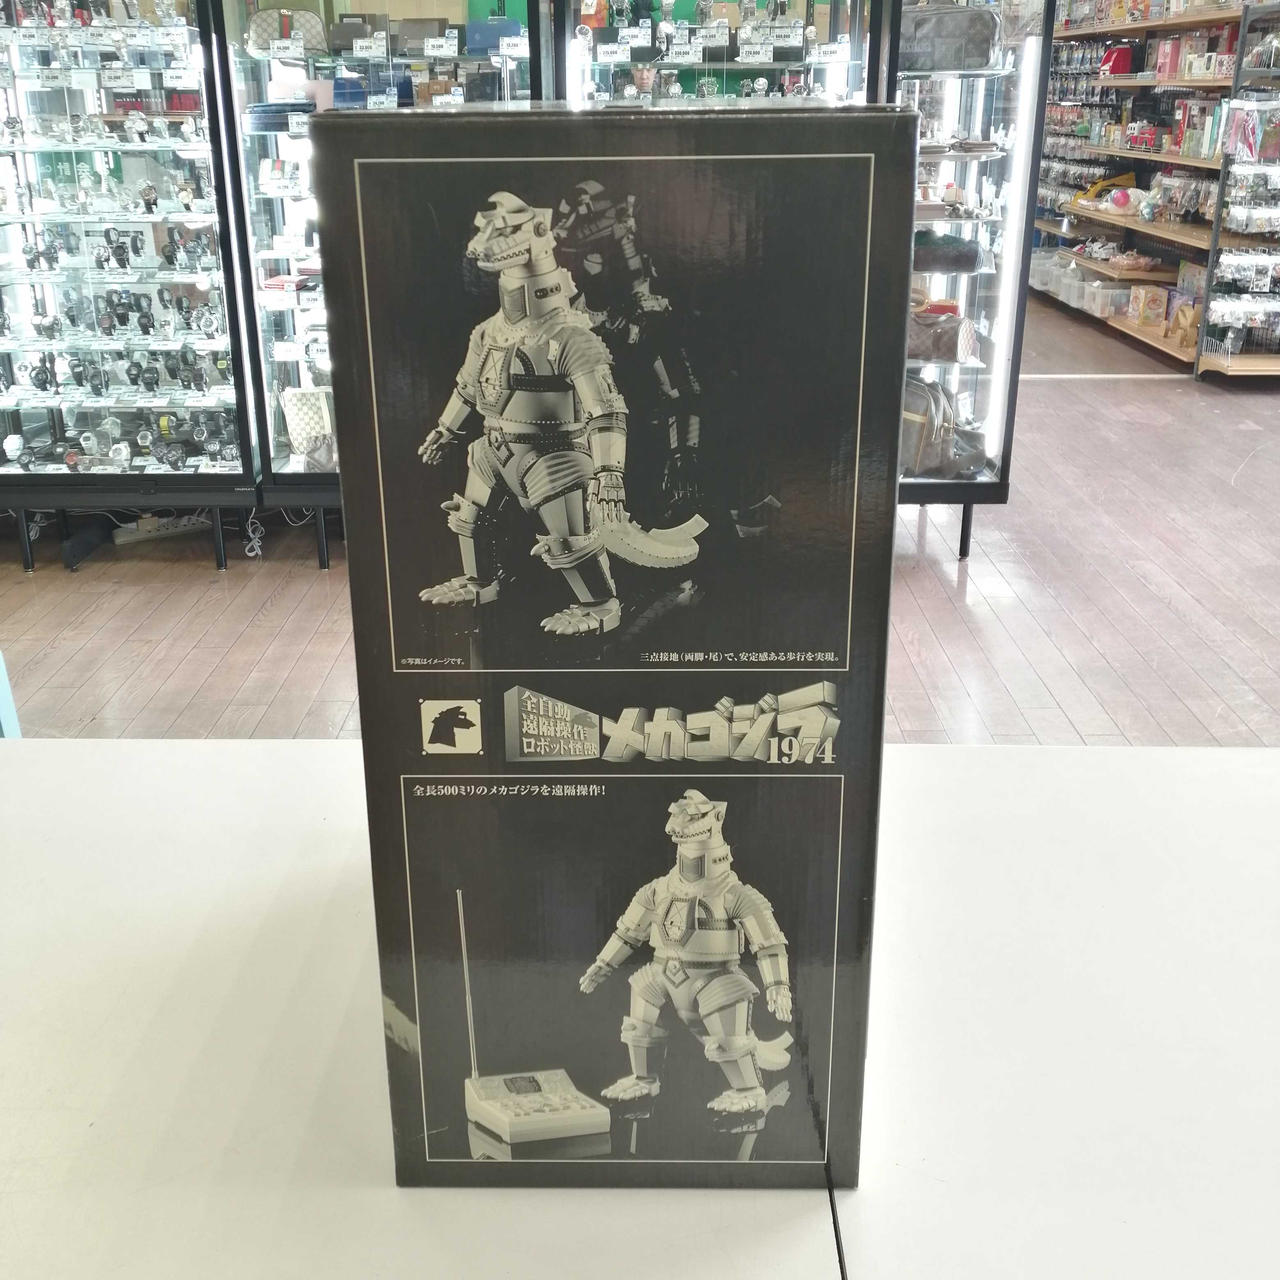 ※写真はイメージです。
三点接地(両脚・尾)で、安定感ある歩行を実現。
全自動
遠隔操作
ロボット怪獣
メカゴジラ
1974
全長500ミリのメカゴジラを遠隔操作!